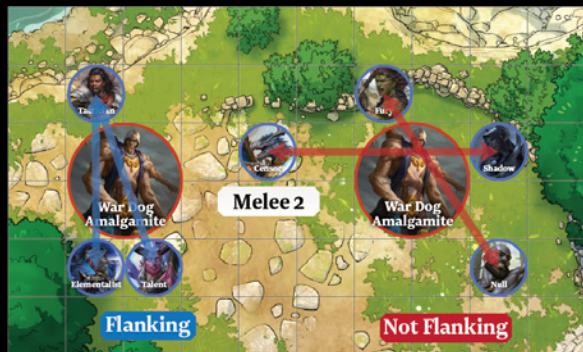 Fury
Censor
Shadow
War Dog
Amalgamite
War Dog
Amalgamite
Melee 2
Elementalist
Talent
Null
Flanking
Not Flanking